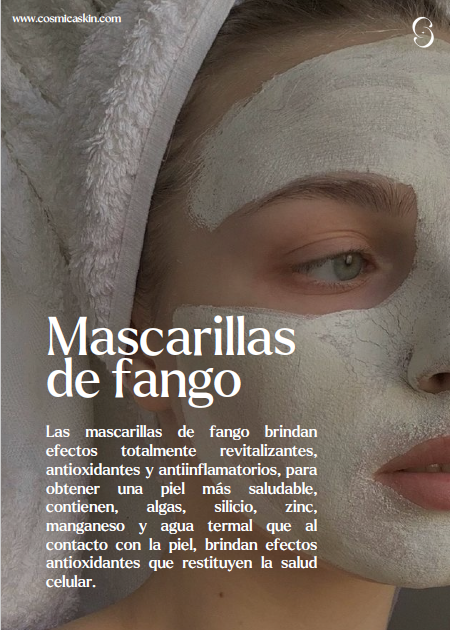 www.cosmicaskin.com
Mascarillas
de fango
Las mascarillas de fango brindan
efectos totalmente revitalizantes,
antioxidantes y antiinflamatorios, para
obtener una piel más saludable,
contienen, algas, silicio, zinc,
manganeso y agua termal que al
contacto con la piel, brindan efectos
antioxidantes que restituyen la salud
celular.